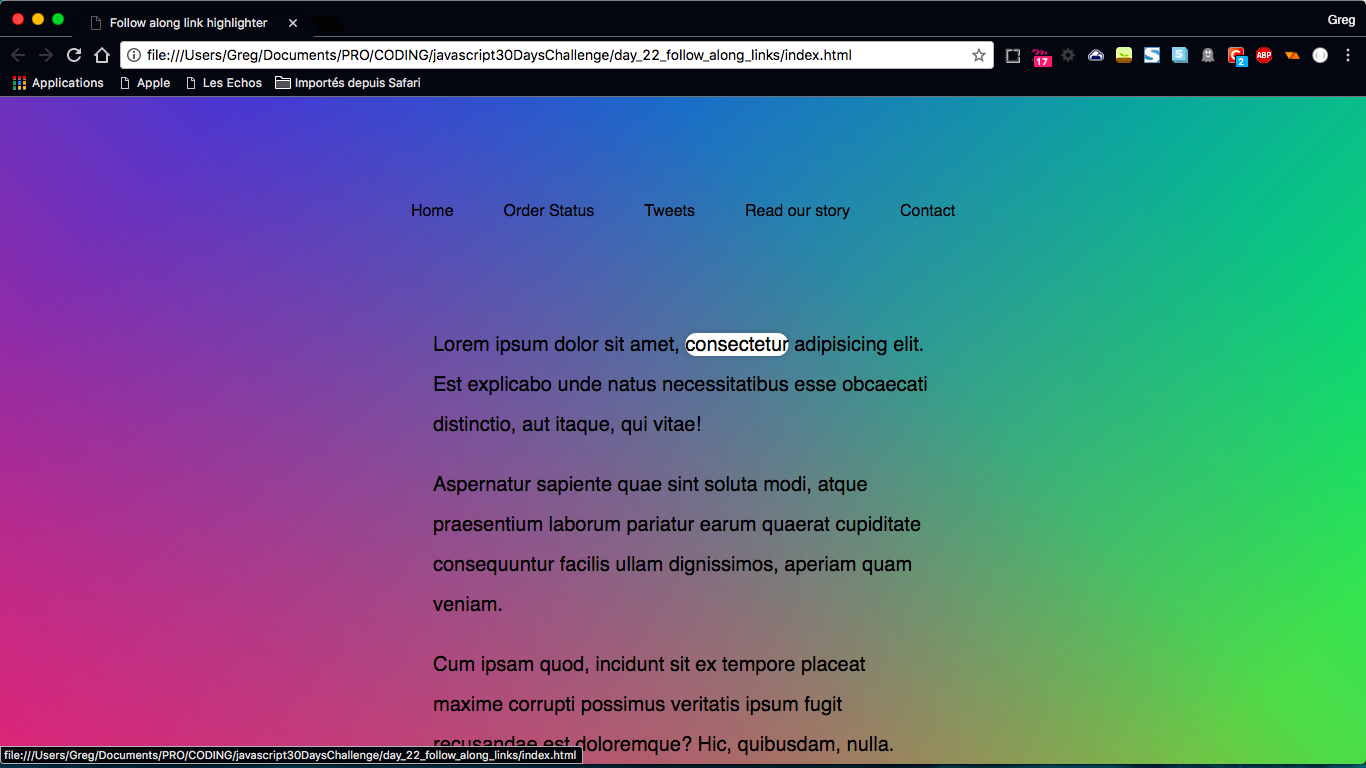 Follow along link highlighter
Greg
file:///Users/Greg/Documents/PRO/CODING/javascript30DaysChallenge/day_22_follow_along_links/index.html
17
2
ABP
Applications Apple Les Echos Importés depuis Safari
Home Order Status Tweets Read our story Contact
Lorem ipsum dolor sit amet, consectetur adipisicing elit.
Est explicabo unde natus necessitatibus esse obcaecati
distinctio, aut itaque, qui vitae!
Aspernatur sapiente quae sint soluta modi, atque
praesentium laborum pariatur earum quaerat cupiditate
consequuntur facilis ullam dignissimos, aperiam quam
veniam.
Cum ipsam quod, incidunt sit ex tempore placeat
maxime corrupti possimus veritatis ipsum fugit
recusandae est doloremque? Hic, quibusdam, nulla.
file:///Users/Greg/Documents/PRO/CODING/javascript30DaysChallenge/day_22_follow_along_links/index.html